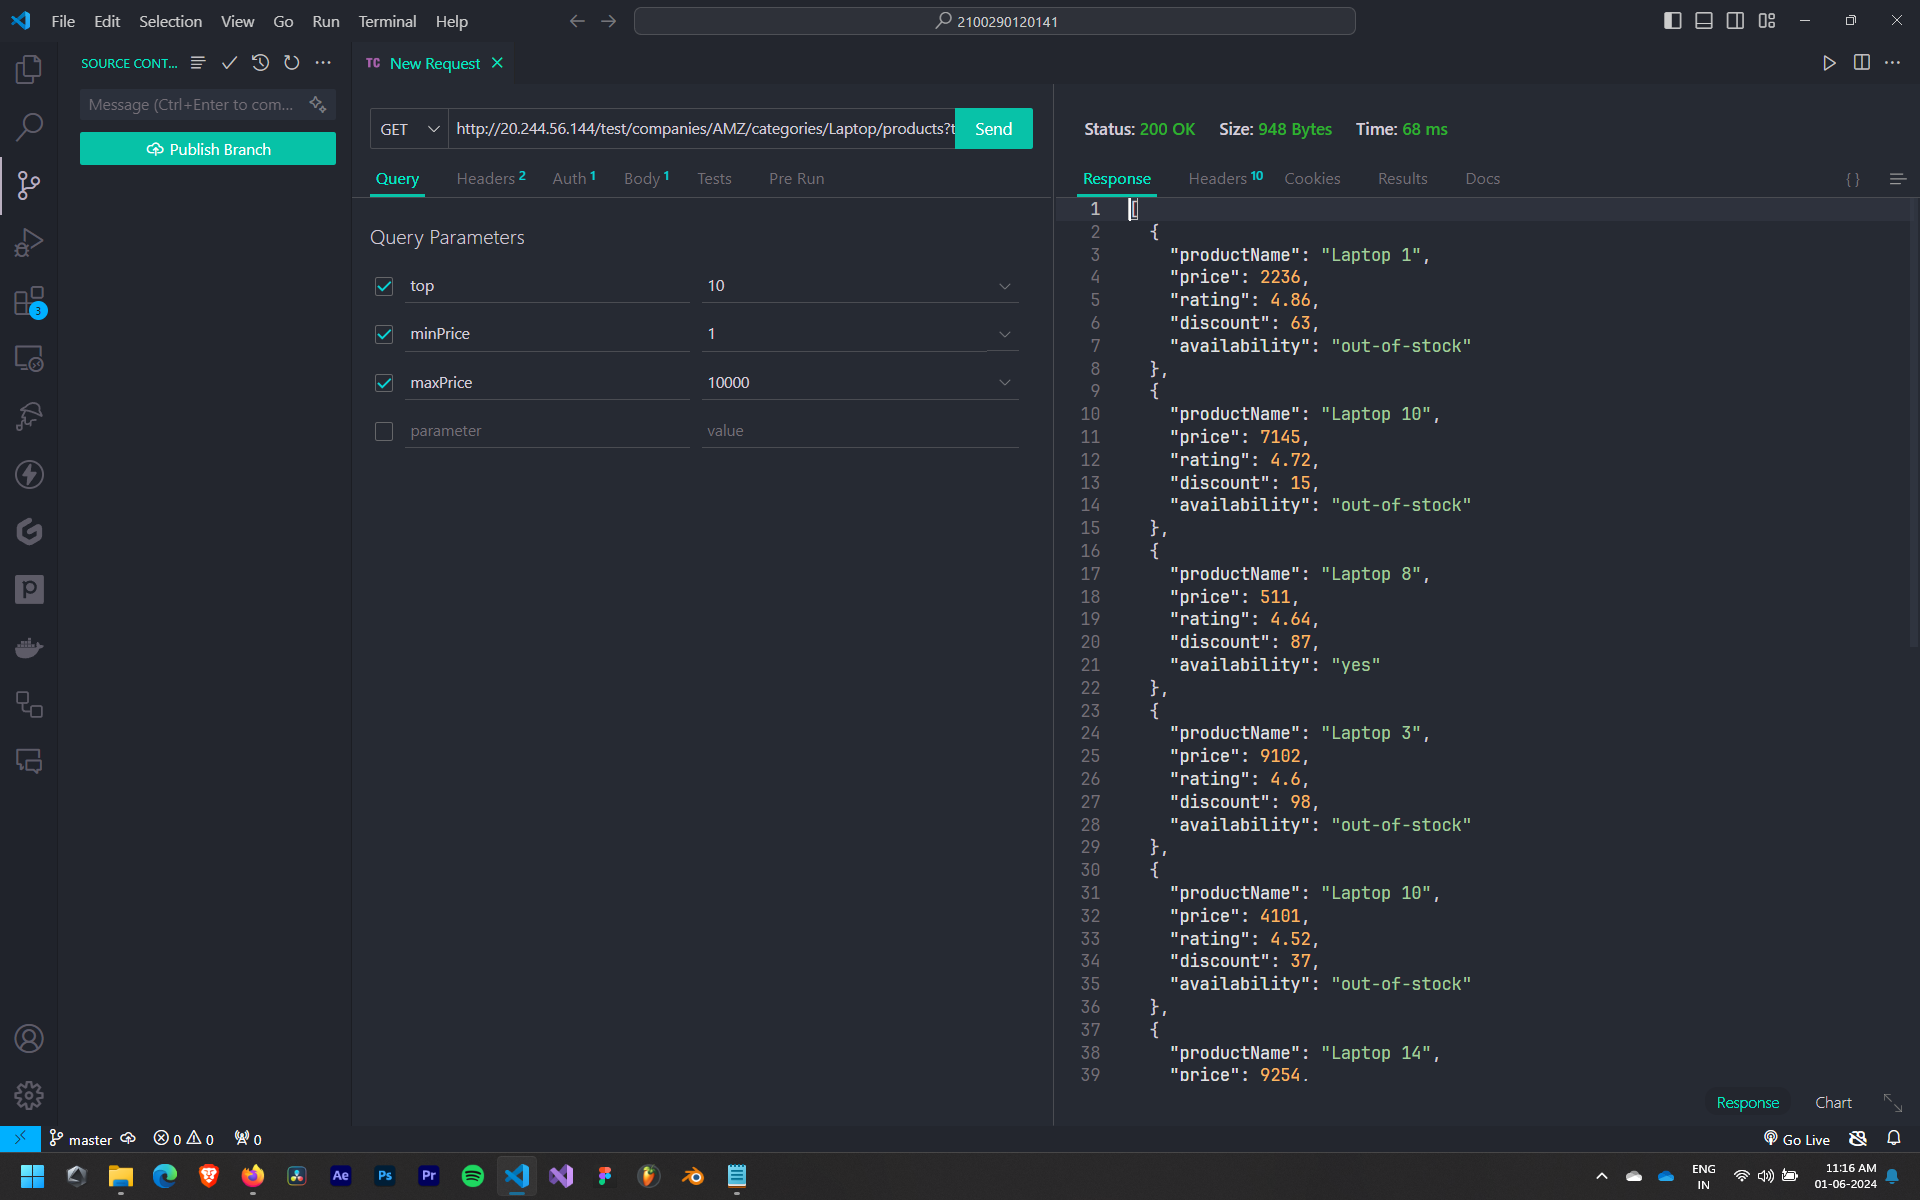 File Edit Selection View Go Run Terminal Help
2100290120141
SOURCE CONT...
Message (Ctrl+Enter to com...
Publish Branch
3
TC New Request
GET
http://20.244.56.144/test/companies/AMZ/categories/Laptop/products?t
Send
Query Headers 2 Auth 1 Body 1 Tests Pre Run
Query Parameters
top 10
minPrice 1
maxPrice 10000
parameter value
Status: 200 OK Size: 948 Bytes Time: 68 ms
Response Headers 10 Cookies Results Docs { }
1 [
2 {
3 "productName": "Laptop 1",
4 "price": 2236,
5 "rating": 4.86,
6 "discount": 63,
7 "availability": "out-of-stock"
8 },
9 {
10 "productName": "Laptop 10",
11 "price": 7145,
12 "rating": 4.72,
13 "discount": 15,
14 "availability": "out-of-stock"
15 },
16 {
17 "productName": "Laptop 8",
18 "price": 511,
19 "rating": 4.64,
20 "discount": 87,
21 "availability": "yes"
22 },
23 {
24 "productName": "Laptop 3",
25 "price": 9102,
26 "rating": 4.6,
27 "discount": 98,
28 "availability": "out-of-stock"
29 },
30 {
31 "productName": "Laptop 10",
32 "price": 4101,
33 "rating": 4.52,
34 "discount": 37,
35 "availability": "out-of-stock"
36 },
37 {
38 "productName": "Laptop 14",
39 "price": 9254,
Response Chart
master 0 0 0
Go Live
Ae Ps Pr
ENG
IN
11:16 AM
01-06-2024